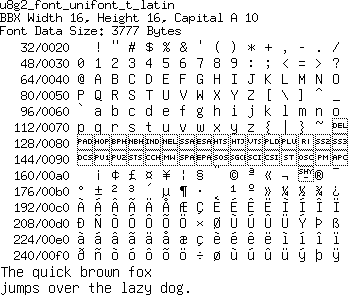 u8g2_font_unifont_t_latin
BBX Width 16, Height 16, Capital A 10
Font Data Size: 3777 Bytes
32/0020 ! " # $ % & ' ( ) * + , - . /
48/0030 0 1 2 3 4 5 6 7 8 9 : ; < = > ?
64/0040 @ A B C D E F G H I J K L M N O
80/0050 P Q R S T U V W X Y Z [ \ ] ^ _
96/0060 ` a b c d e f g h i j k l m n o
112/0070 p q r s t u v w x y z { | } ~ DEL
128/0080 PAD HOP BPH NBH IND NEL SSA ESA HTS HTJ VTS PLD PLU RI SS2 SS3
144/0090 DCS PU1 PU2 STS CCH MW SPA EPA SOS SGC SCI CSI ST OSC PM APC
160/00a0 ¡ ¢ £ ¤ ¥ ¦ § ¨ © ª « ¬ SHY ® ¯
176/00b0 ° ± ² ³ ´ µ ¶ · ¸ ¹ º » ¼ ½ ¾ ¿
192/00c0 À Á Â Ã Ä Å Æ Ç È É Ê Ë Ì Í Î Ï
208/00d0 Ð Ñ Ò Ó Ô Õ Ö × Ø Ù Ú Û Ü Ý Þ ß
224/00e0 à á â ã ä å æ ç è é ê ë ì í î ï
240/00f0 ð ñ ò ó ô õ ö ÷ ø ù ú û ü ý þ ÿ
The quick brown fox
jumps over the lazy dog.